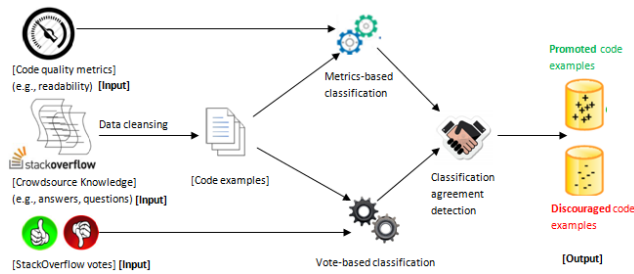 Promoted code
examples
[Code quality metrics]
(e.g., readability) [Input]
Metrics-based
classification
Data cleansing
stackoverflow
[Crowdsource Knowledge]
(e.g., answers, questions) [Input]
[Code examples]
Classification
agreement
detection
Discouraged code
examples
[StackOverflow votes] [Input]
Vote-based classification
[Output]